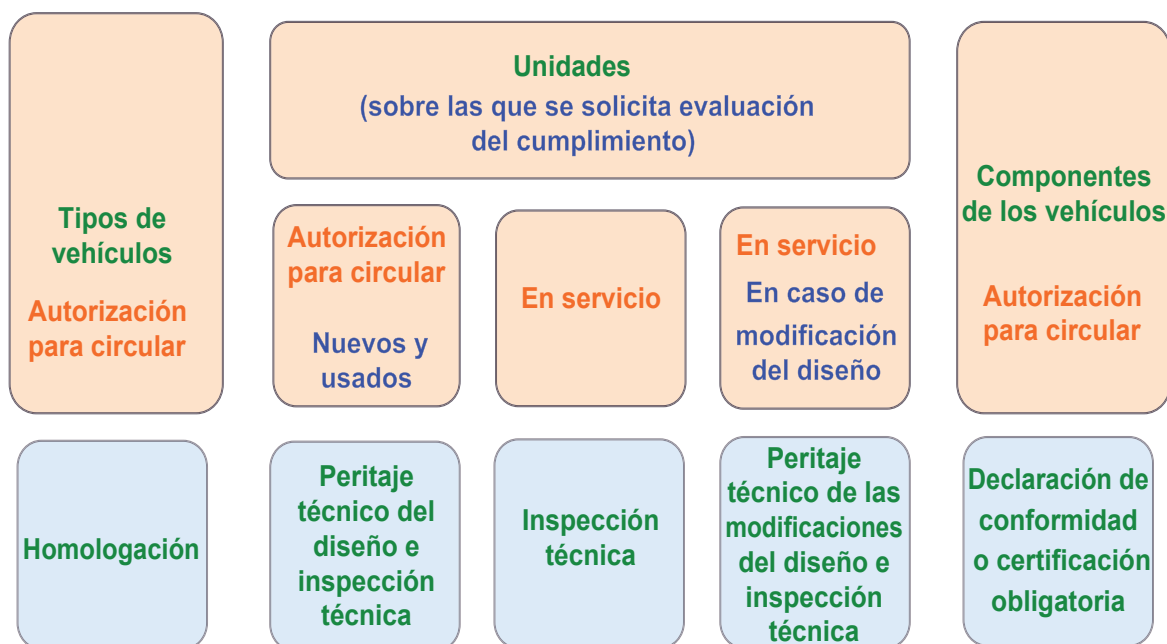 Tipos de
vehículos
Autorización
para circular
Unidades
(sobre las que se solicita evaluación
del cumplimiento)
Autorización
para circular
Nuevos y
usados
En servicio
En servicio
En caso de
modificación
del diseño
Componentes
de los vehículos
Autorización
para circular
Homologación
Peritaje
técnico del
diseño e
inspección
técnica
Inspección
técnica
Peritaje
técnico de las
modificaciones
del diseño e
inspección
técnica
Declaración de
conformidad
o certificación
obligatoria